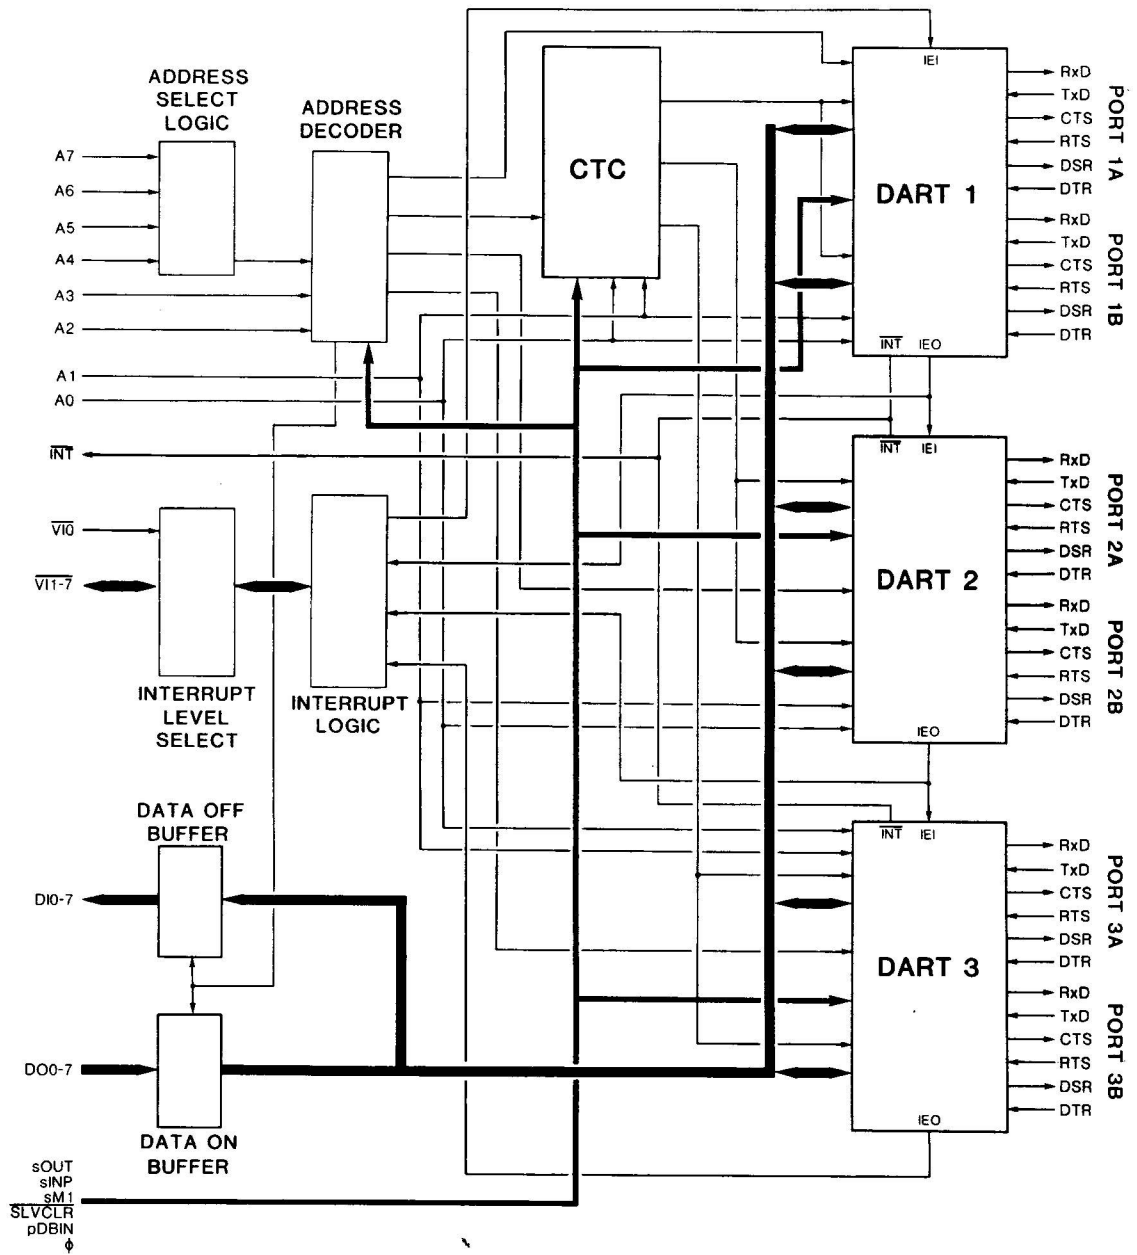 ADDRESS
SELECT
LOGIC
ADDRESS
DECODER
A7
A6
A5
A4
A3
A2
A1
A0
INT
VI0
VI1-7
INTERRUPT
LEVEL
SELECT
INTERRUPT
LOGIC
DATA OFF
BUFFER
DI0-7
DO0-7
DATA ON
BUFFER
sOUT
sINP
sM1
SLVCLR
pDBIN
ϕ
CTC
IEI
DART 1
INT IEO
RxD
TxD
CTS
RTS
DSR
DTR
PORT 1A
RxD
TxD
CTS
RTS
DSR
DTR
PORT 1B
INT IEI
DART 2
IEO
RxD
TxD
CTS
RTS
DSR
DTR
PORT 2A
RxD
TxD
CTS
RTS
DSR
DTR
PORT 2B
INT IEI
DART 3
IEO
RxD
TxD
CTS
RTS
DSR
DTR
PORT 3A
RxD
TxD
CTS
RTS
DSR
DTR
PORT 3B